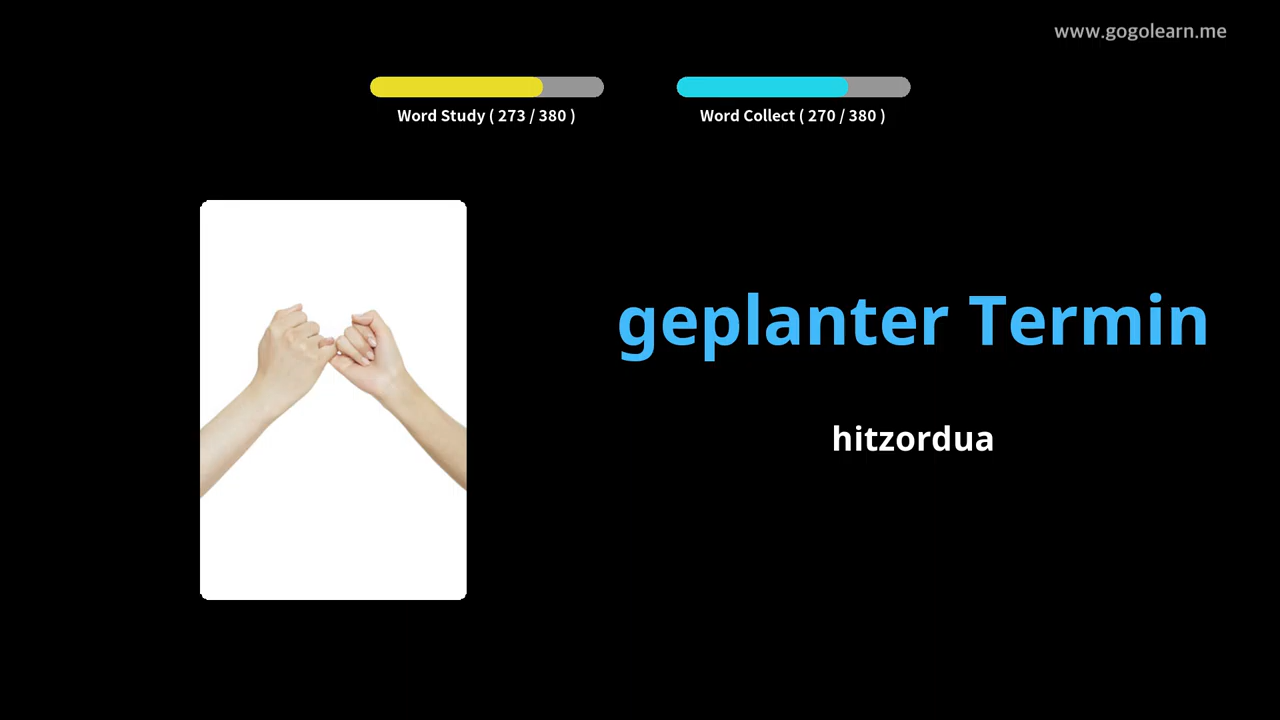 www.gogolearn.me
Word Study ( 273 / 380 )
Word Collect ( 270 / 380 )
geplanter Termin
hitzordua